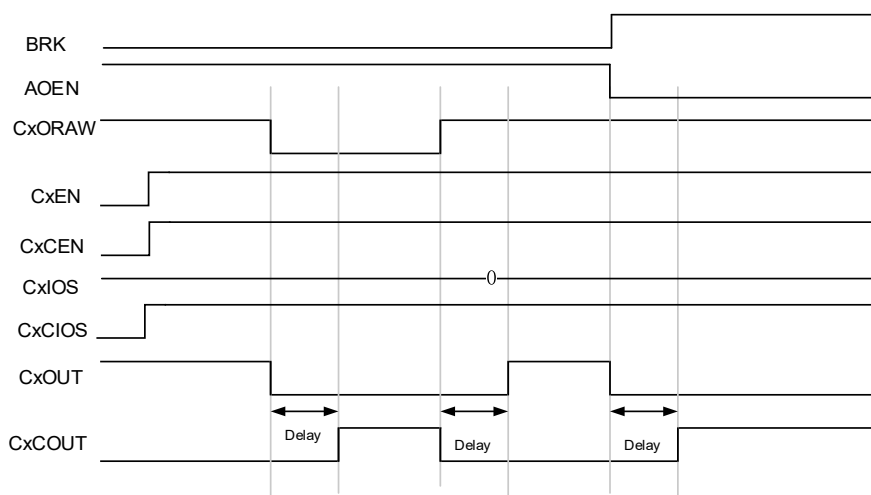 BRK
AOEN
CxORAW
CxEN
CxCEN
CxIOS
0
CxCIOS
CxOUT
Delay
Delay
Delay
CxCOUT